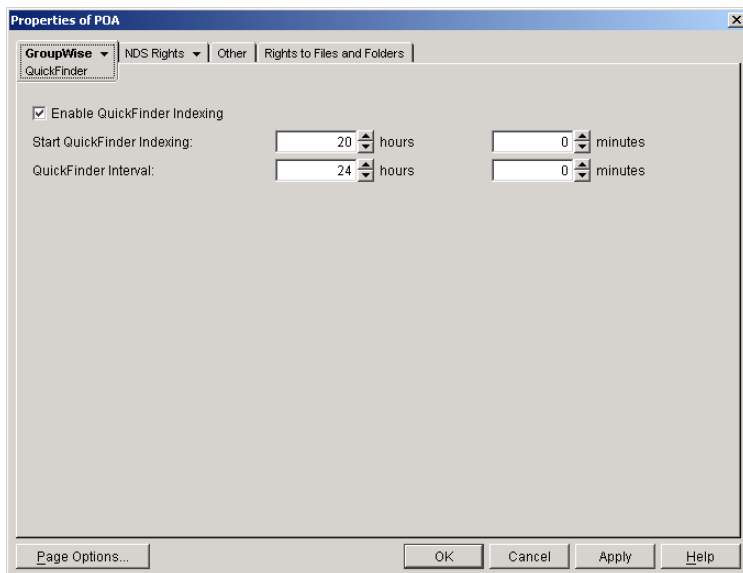 Properties of POA
GroupWise NDS Rights Other Rights to Files and Folders
QuickFinder
Enable QuickFinder Indexing
Start QuickFinder Indexing: 20 hours 0 minutes
QuickFinder Interval: 24 hours 0 minutes
Page Options... OK Cancel Apply Help